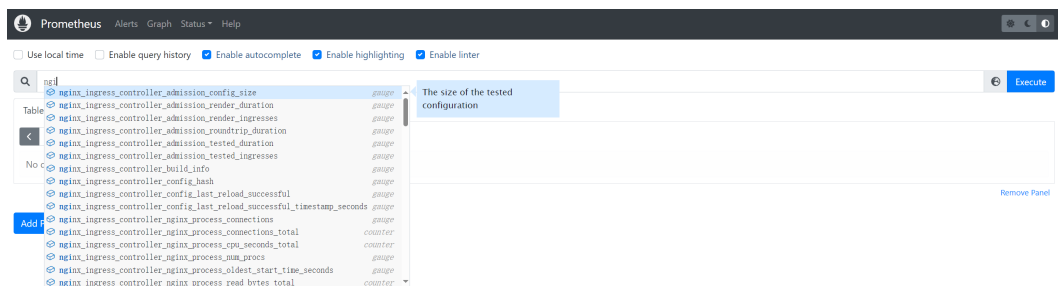 Prometheus Alerts Graph Status Help
Use local time Enable query history Enable autocomplete Enable highlighting Enable linter
ngi Execute
nginx_ingress_controller_admission_config_size gauge
The size of the tested
configuration
nginx_ingress_controller_admission_render_duration gauge
Table
nginx_ingress_controller_admission_render_ingresses gauge
nginx_ingress_controller_admission_roundtrip_duration gauge
nginx_ingress_controller_admission_tested_duration gauge
nginx_ingress_controller_admission_tested_ingresses gauge
No
nginx_ingress_controller_build_info gauge
nginx_ingress_controller_config_hash gauge
nginx_ingress_controller_config_last_reload_successful gauge
Remove Panel
nginx_ingress_controller_config_last_reload_successful_timestamp_seconds gauge
nginx_ingress_controller_nginx_process_connections gauge
Add
nginx_ingress_controller_nginx_process_connections_total counter
nginx_ingress_controller_nginx_process_cpu_seconds_total counter
nginx_ingress_controller_nginx_process_num_procs gauge
nginx_ingress_controller_nginx_process_oldest_start_time_seconds gauge
nginx_ingress_controller_nginx_process_read_bytes_total counter